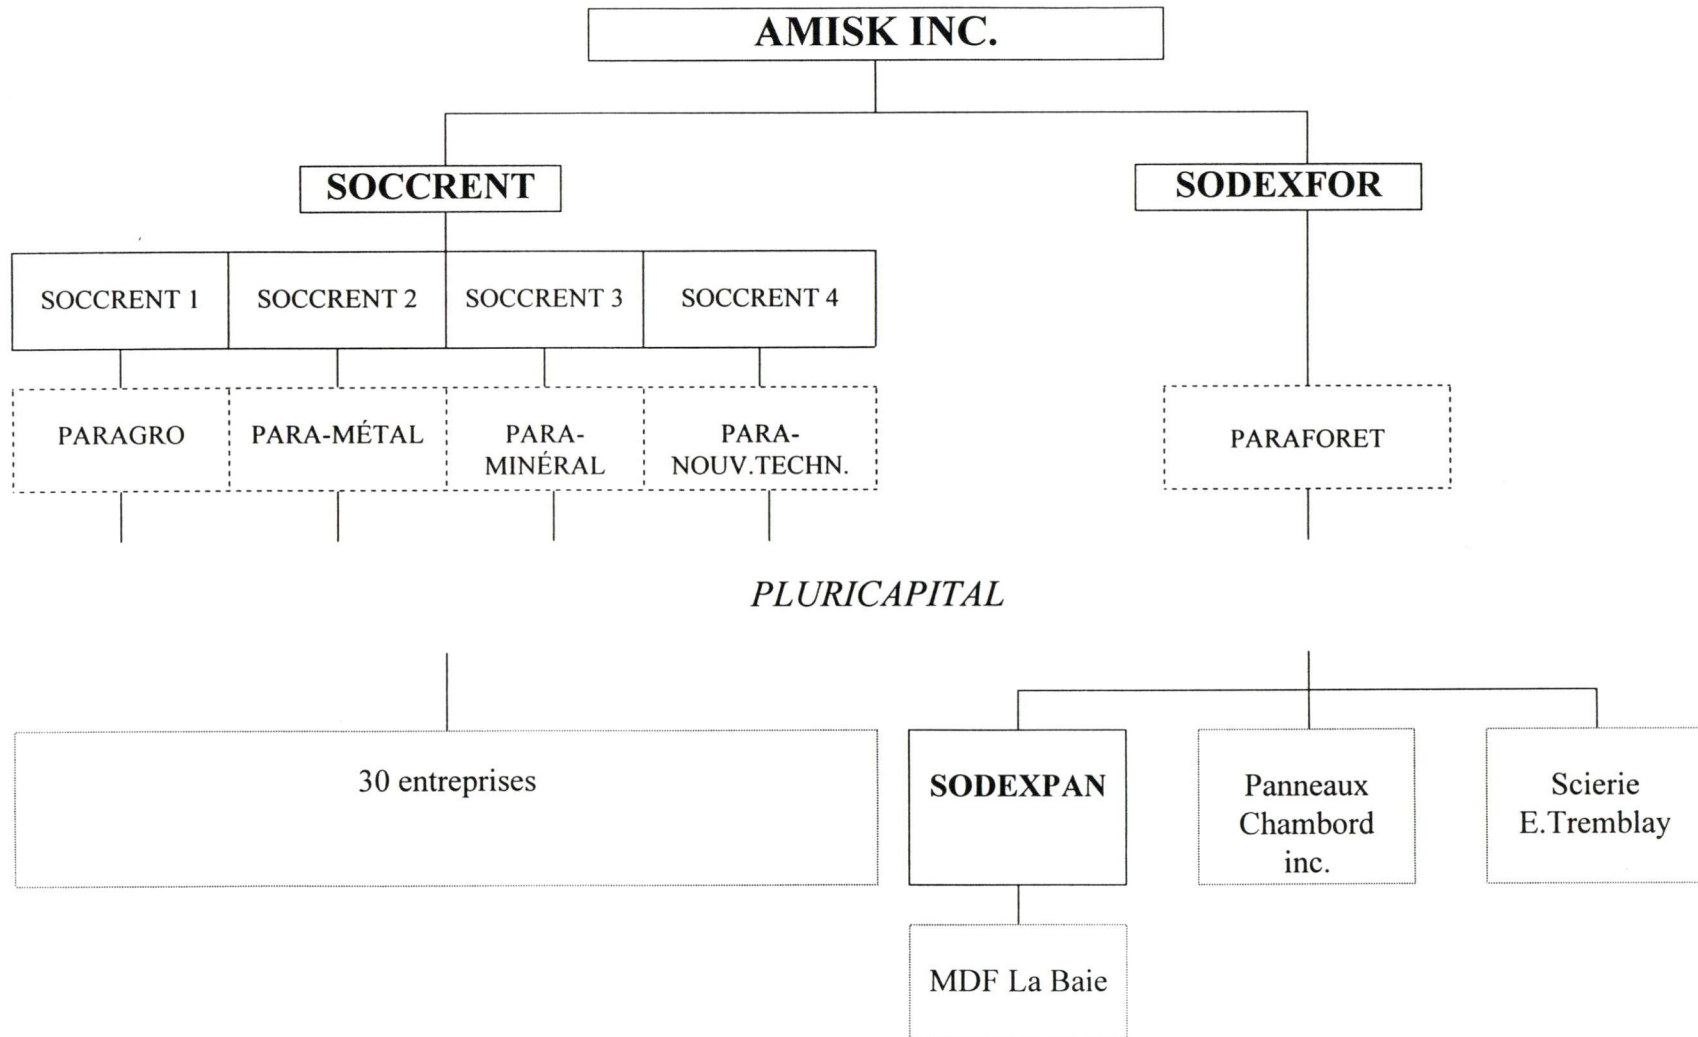 AMISK INC.
SOCCRENT
SODEXFOR
SOCCRENT 1
SOCCRENT 2
SOCCRENT 3
SOCCRENT 4
PARAGRO
PARA-MÉTAL
PARA-
MINÉRAL
PARA-
NOUV.TECHN.
PARAFORET
PLURICAPITAL
30 entreprises
SODEXPAN
Panneaux
Chambord
inc.
Scierie
E.Tremblay
MDF La Baie